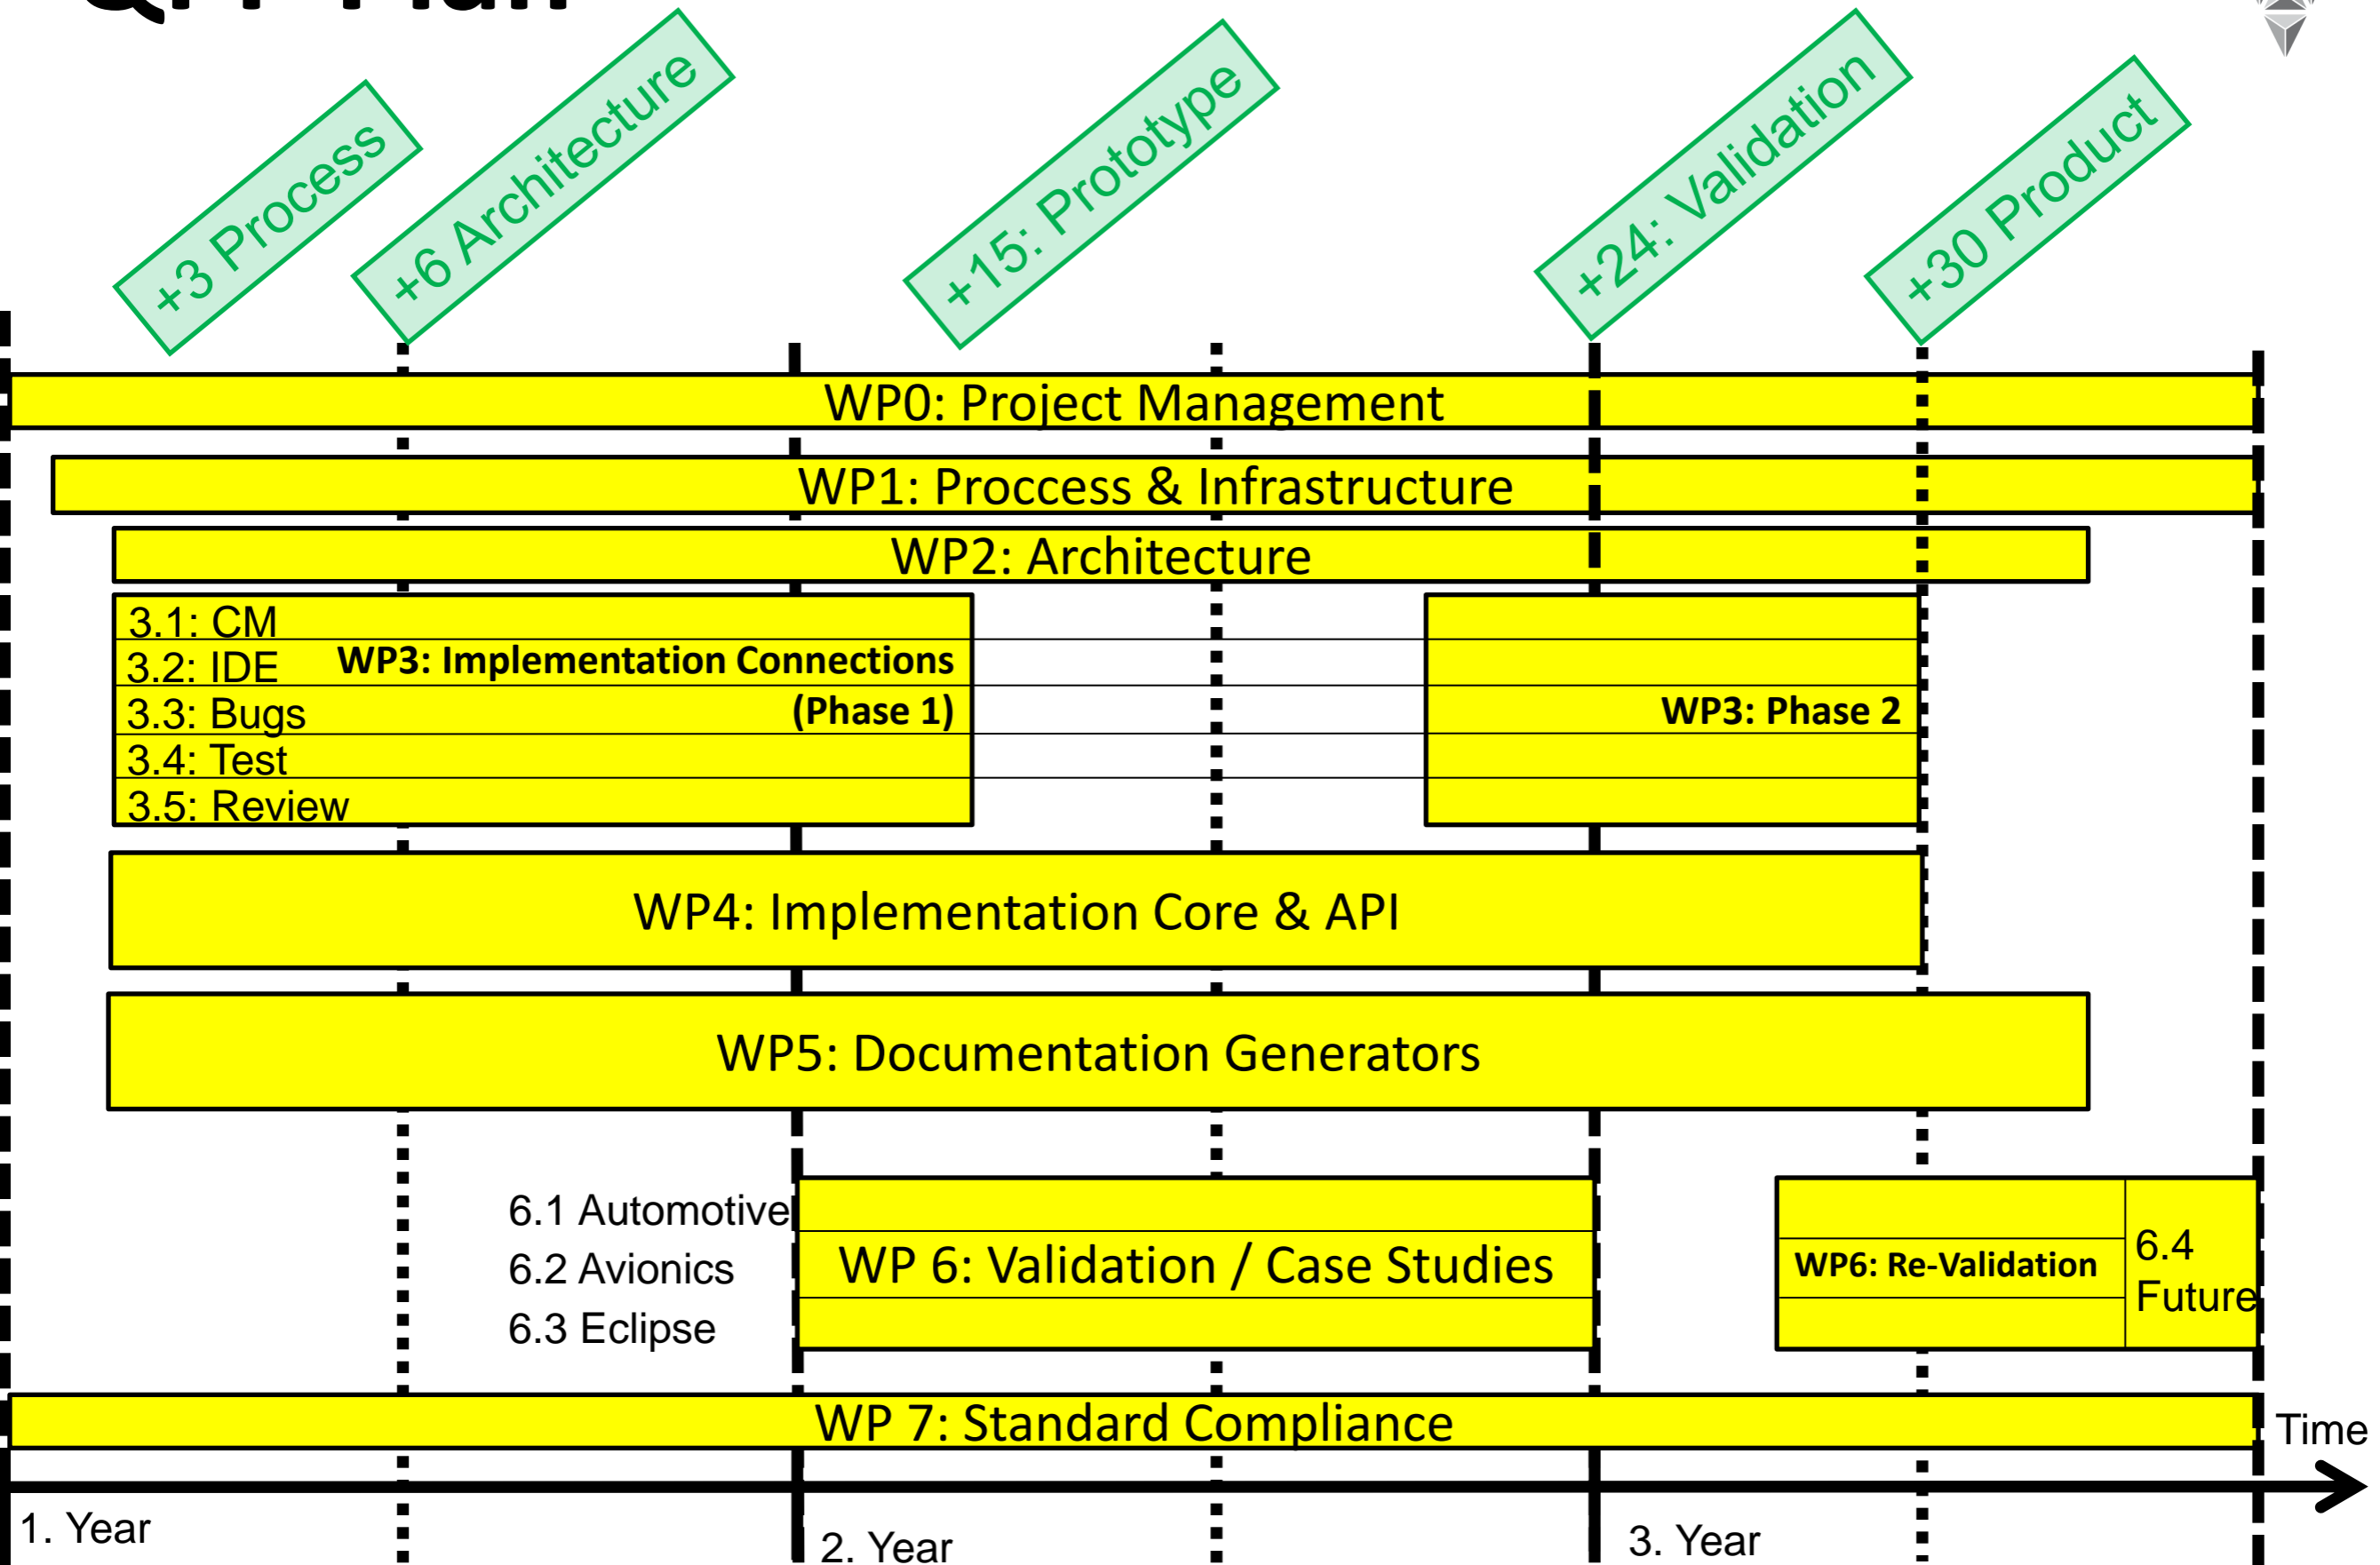 +3 Process
+6 Architecture
+15: Prototype
+24: Validation
+30 Product
WP0: Project Management
WP1: Proccess & Infrastructure
WP2: Architecture
3.1: CM
3.2: IDE
WP3: Implementation Connections
3.3: Bugs
(Phase 1)
WP3: Phase 2
3.4: Test
3.5: Review
WP4: Implementation Core & API
WP5: Documentation Generators
6.1 Automotive
6.2 Avionics
6.3 Eclipse
WP 6: Validation / Case Studies
WP6: Re-Validation
6.4
Future
WP 7: Standard Compliance
Time
1. Year
2. Year
3. Year